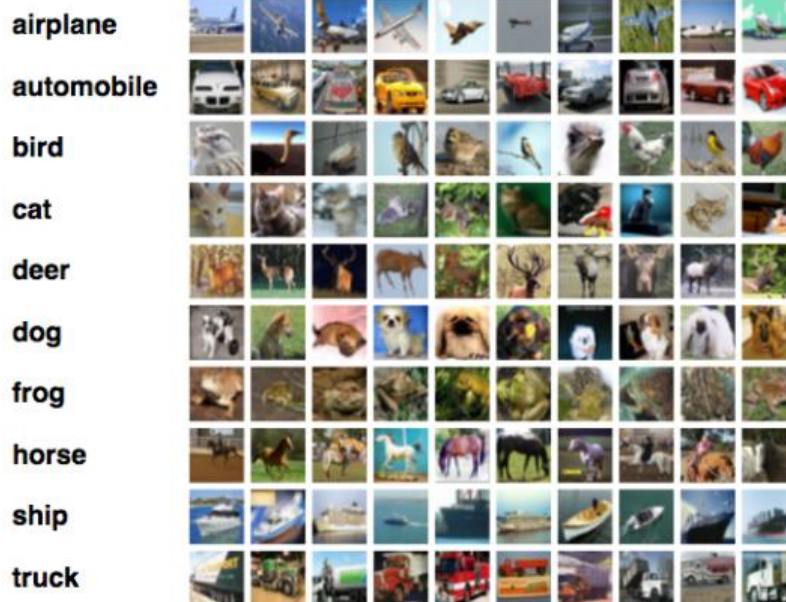 airplane
automobile
bird
cat
deer
dog
frog
horse
ship
truck